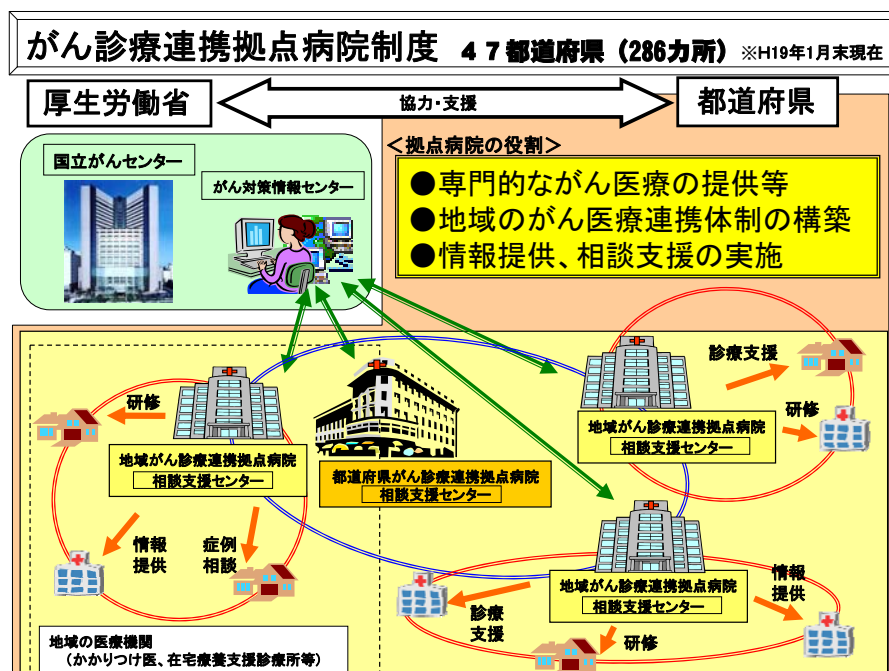 がん診療連携拠点病院制度 ４７都道府県（286カ所）※H19年1月末現在
厚生労働省
協力・支援
都道府県
国立がんセンター
がん対策情報センター
＜拠点病院の役割＞
●専門的ながん医療の提供等
●地域のがん医療連携体制の構築
●情報提供、相談支援の実施
研修
地域がん診療連携拠点病院
相談支援センター
情報
提供
症例
相談
都道府県がん診療連携拠点病院
相談支援センター
診療支援
研修
地域がん診療連携拠点病院
相談支援センター
地域がん診療連携拠点病院
相談支援センター
診療
支援
研修
情報
提供
地域の医療機関
（かかりつけ医、在宅療養支援診療所等）